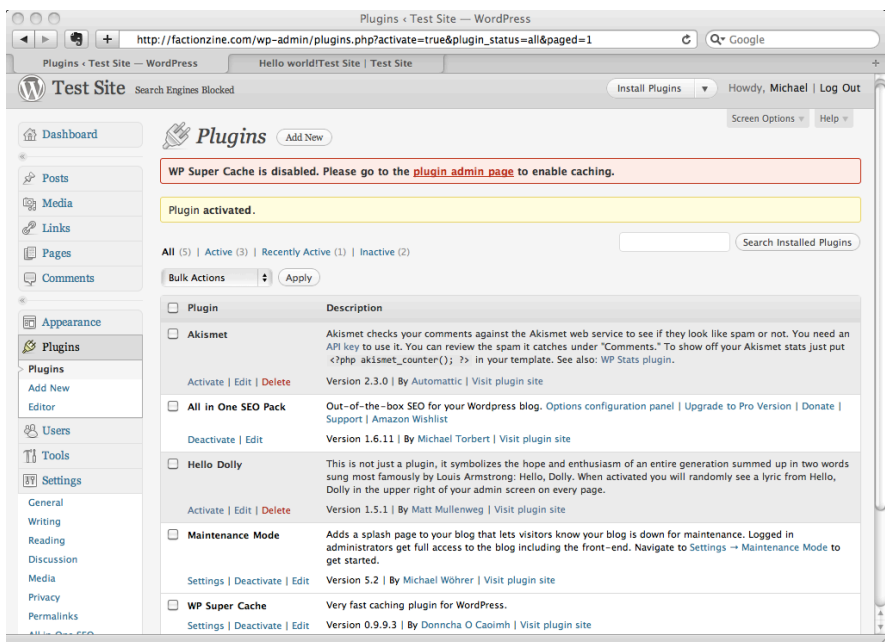 Plugins ‹ Test Site — WordPress
http://factionzine.com/wp-admin/plugins.php?activate=true&plugin_status=all&paged=1
Google
Plugins ‹ Test Site — WordPress
Hello world!Test Site | Test Site
Test Site Search Engines Blocked
Install Plugins
Howdy, Michael | Log Out
Screen Options
Help
Dashboard
Posts
Media
Links
Pages
Comments
Appearance
Plugins
Plugins
Add New
Editor
Users
Tools
Settings
General
Writing
Reading
Discussion
Media
Privacy
Permalinks
All in One SEO
Plugins
Add New
WP Super Cache is disabled. Please go to the plugin admin page to enable caching.
Plugin activated.
Search Installed Plugins
All (5) | Active (3) | Recently Active (1) | Inactive (2)
Bulk Actions
Apply
Plugin
Description
Akismet
Akismet checks your comments against the Akismet web service to see if they look like spam or not. You need an
API key to use it. You can review the spam it catches under "Comments." To show off your Akismet stats just put
<?php akismet_counter(); ?> in your template. See also: WP Stats plugin.
Activate | Edit | Delete
Version 2.3.0 | By Automattic | Visit plugin site
All in One SEO Pack
Out-of-the-box SEO for your Wordpress blog. Options configuration panel | Upgrade to Pro Version | Donate |
Support | Amazon Wishlist
Deactivate | Edit
Version 1.6.11 | By Michael Torbert | Visit plugin site
Hello Dolly
This is not just a plugin, it symbolizes the hope and enthusiasm of an entire generation summed up in two words
sung most famously by Louis Armstrong: Hello, Dolly. When activated you will randomly see a lyric from Hello,
Dolly in the upper right of your admin screen on every page.
Activate | Edit | Delete
Version 1.5.1 | By Matt Mullenweg | Visit plugin site
Maintenance Mode
Adds a splash page to your blog that lets visitors know your blog is down for maintenance. Logged in
administrators get full access to the blog including the front-end. Navigate to Settings → Maintenance Mode to
get started.
Settings | Deactivate | Edit
Version 5.2 | By Michael Wöhrer | Visit plugin site
WP Super Cache
Very fast caching plugin for WordPress.
Settings | Deactivate | Edit
Version 0.9.9.3 | By Donncha O Caoimh | Visit plugin site